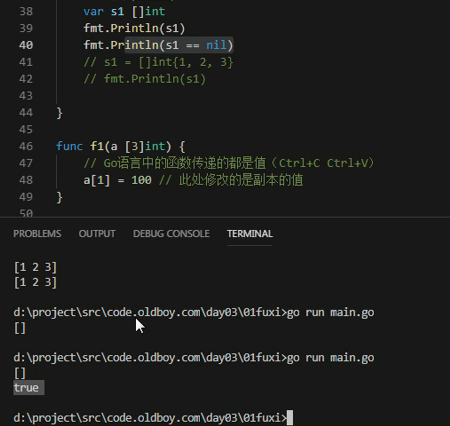 38 var s1 []int
39 fmt.Println(s1)
40 fmt.Println(s1 == nil)
41 // s1 = []int{1, 2, 3}
42 // fmt.Println(s1)
43
44 }
45
46 func f1(a [3]int) {
47 // Go语言中的函数传递的都是值（Ctrl+C Ctrl+V）
48 a[1] = 100 // 此处修改的是副本的值
49 }
50
PROBLEMS OUTPUT DEBUG CONSOLE TERMINAL
[1 2 3]
[1 2 3]
d:\project\src\code.oldboy.com\day03\01fuxi>go run main.go
[]
d:\project\src\code.oldboy.com\day03\01fuxi>go run main.go
[]
true
d:\project\src\code.oldboy.com\day03\01fuxi>